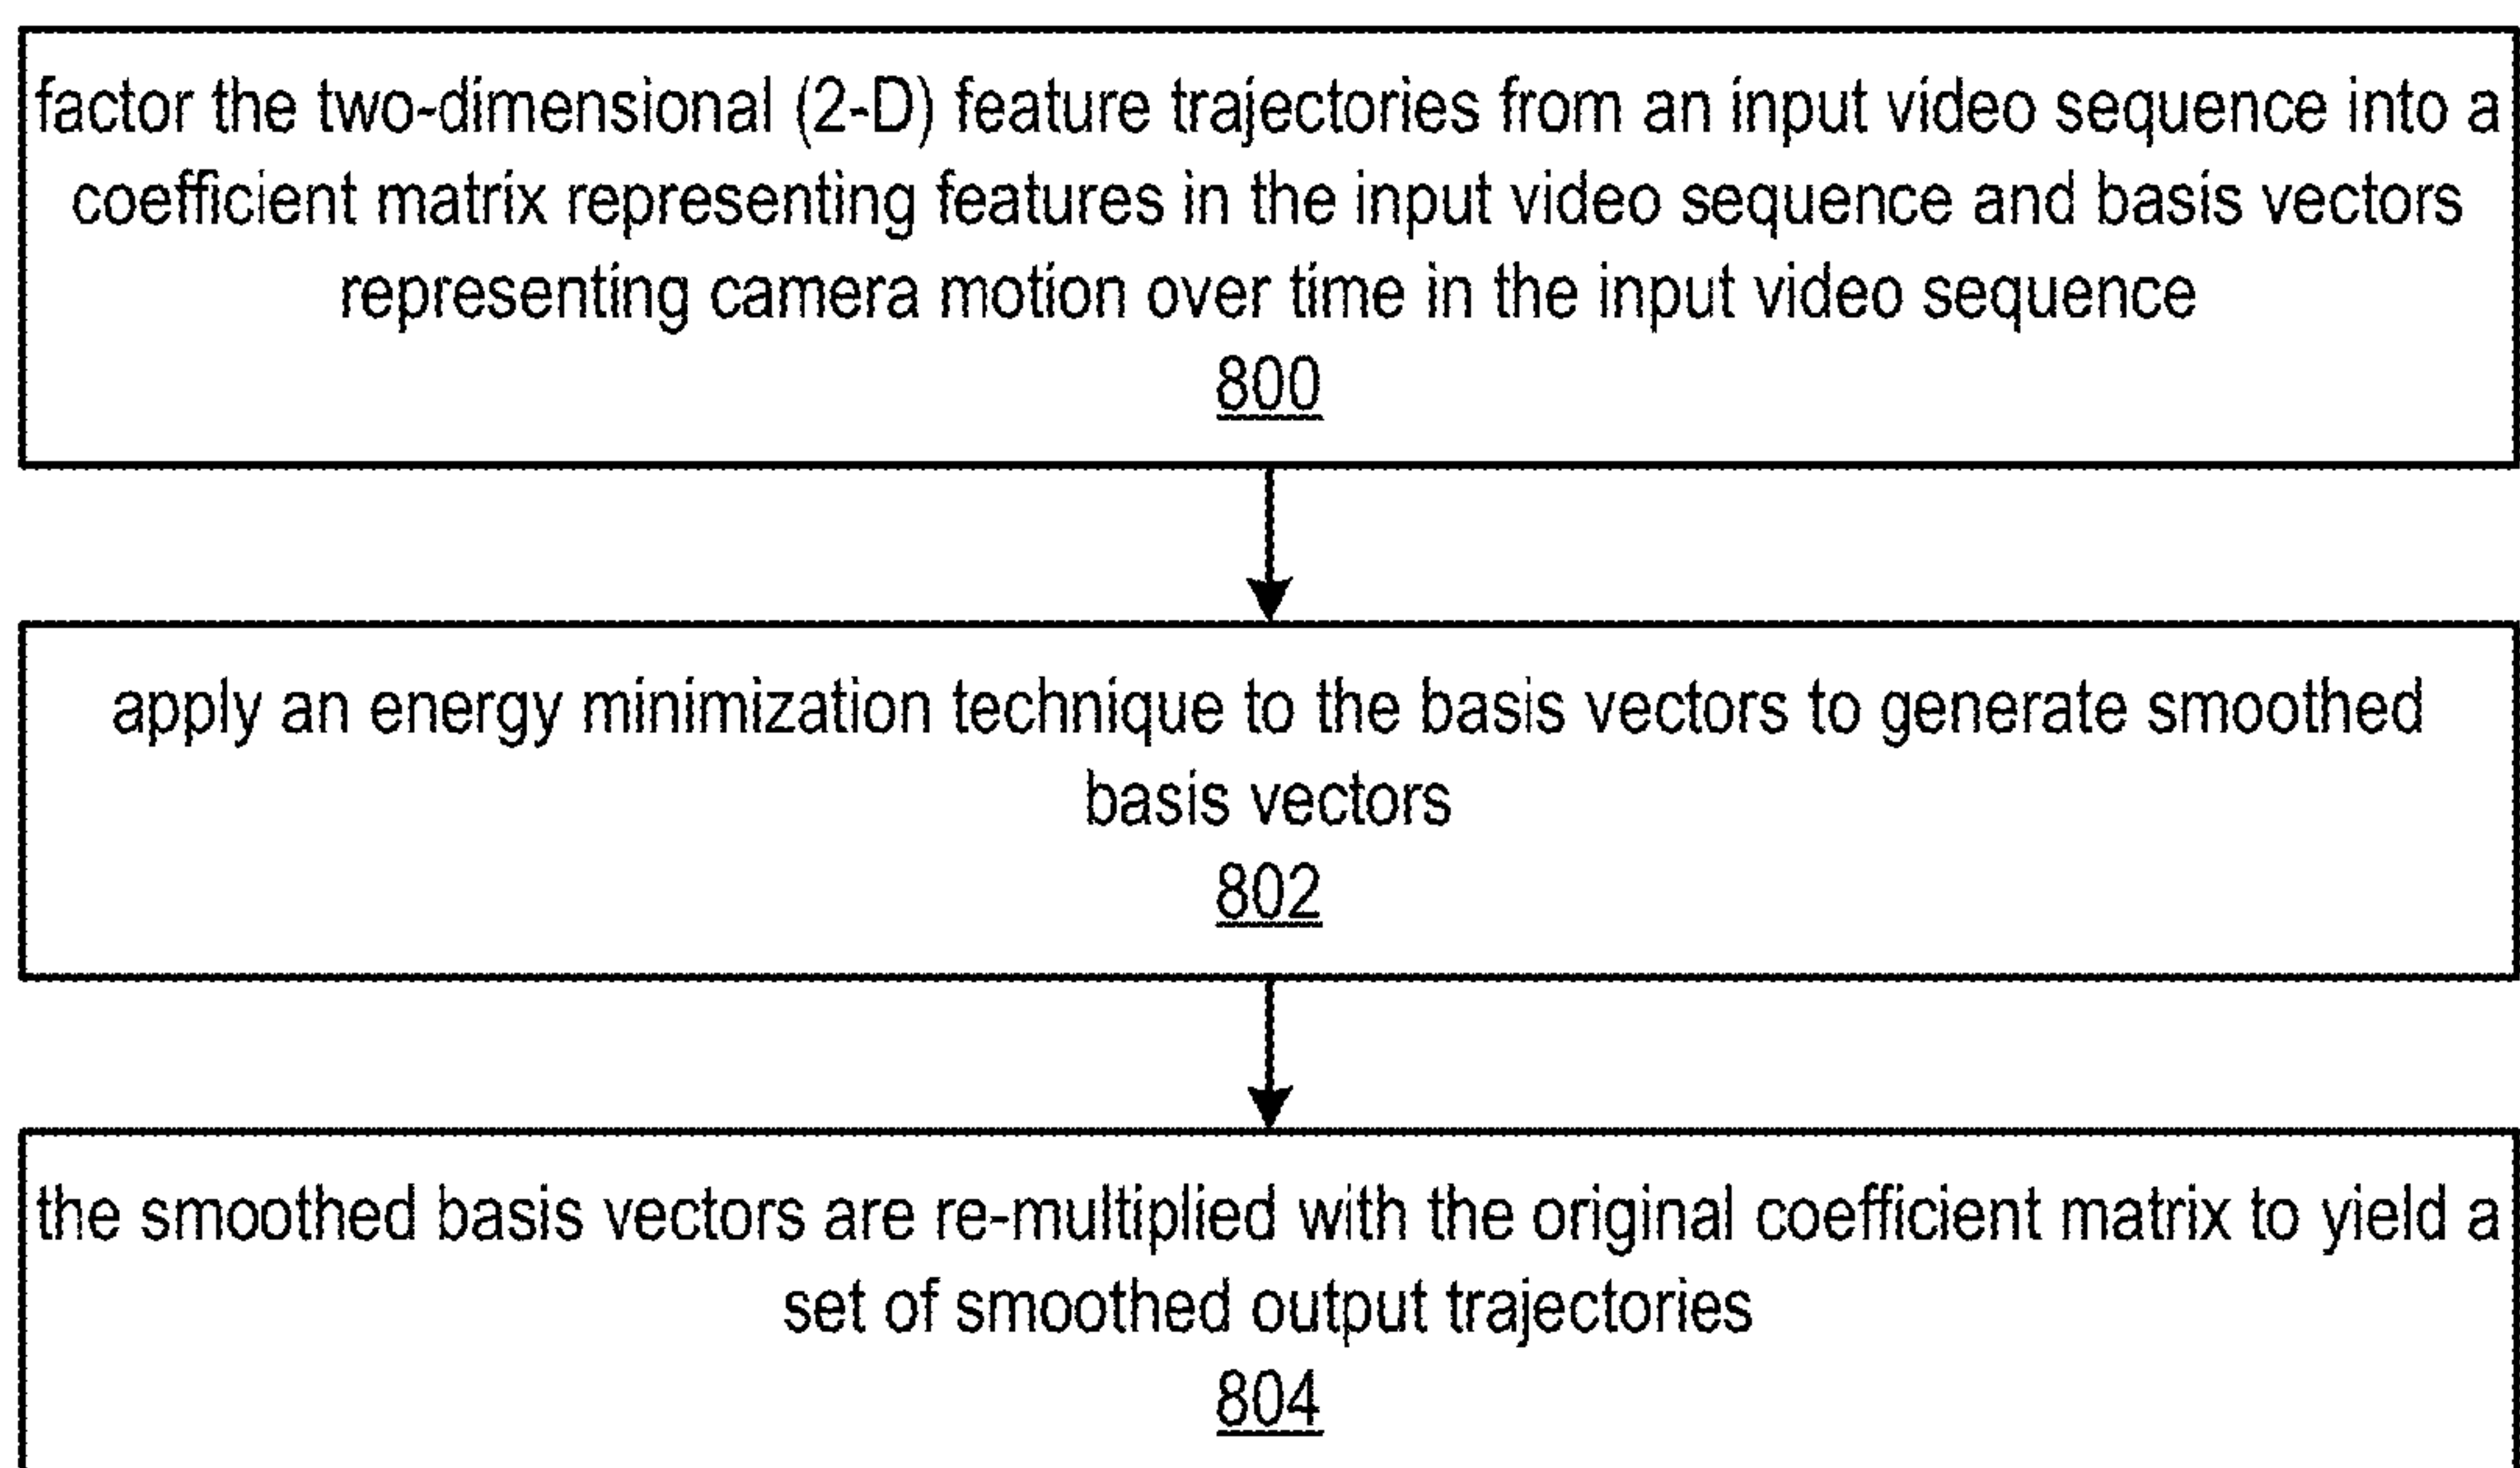 factor the two-dimensional (2-D) feature trajectories from an input video sequence into a
coefficient matrix representing features in the input video sequence and basis vectors
representing camera motion over time in the input video sequence
800
apply an energy minimization technique to the basis vectors to generate smoothed
basis vectors
802
the smoothed basis vectors are re-multiplied with the original coefficient matrix to yield a
set of smoothed output trajectories
804